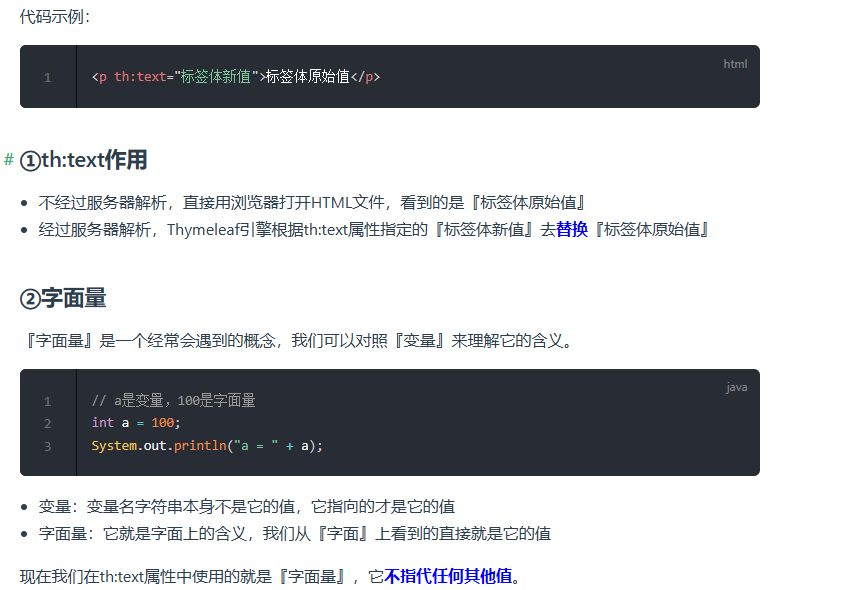 代码示例：
html
1 <p th:text="标签体新值">标签体原始值</p>
# ①th:text作用
不经过服务器解析，直接用浏览器打开HTML文件，看到的是『标签体原始值』
经过服务器解析，Thymeleaf引擎根据th:text属性指定的『标签体新值』去替换『标签体原始值』
②字面量
『字面量』是一个经常会遇到的概念，我们可以对照『变量』来理解它的含义。
java
1 // a是变量，100是字面量
2 int a = 100;
3 System.out.println("a = " + a);
变量：变量名字符串本身不是它的值，它指向的才是它的值
字面量：它就是字面上的含义，我们从『字面』上看到的直接就是它的值
现在我们在th:text属性中使用的就是『字面量』，它不指代任何其他值。